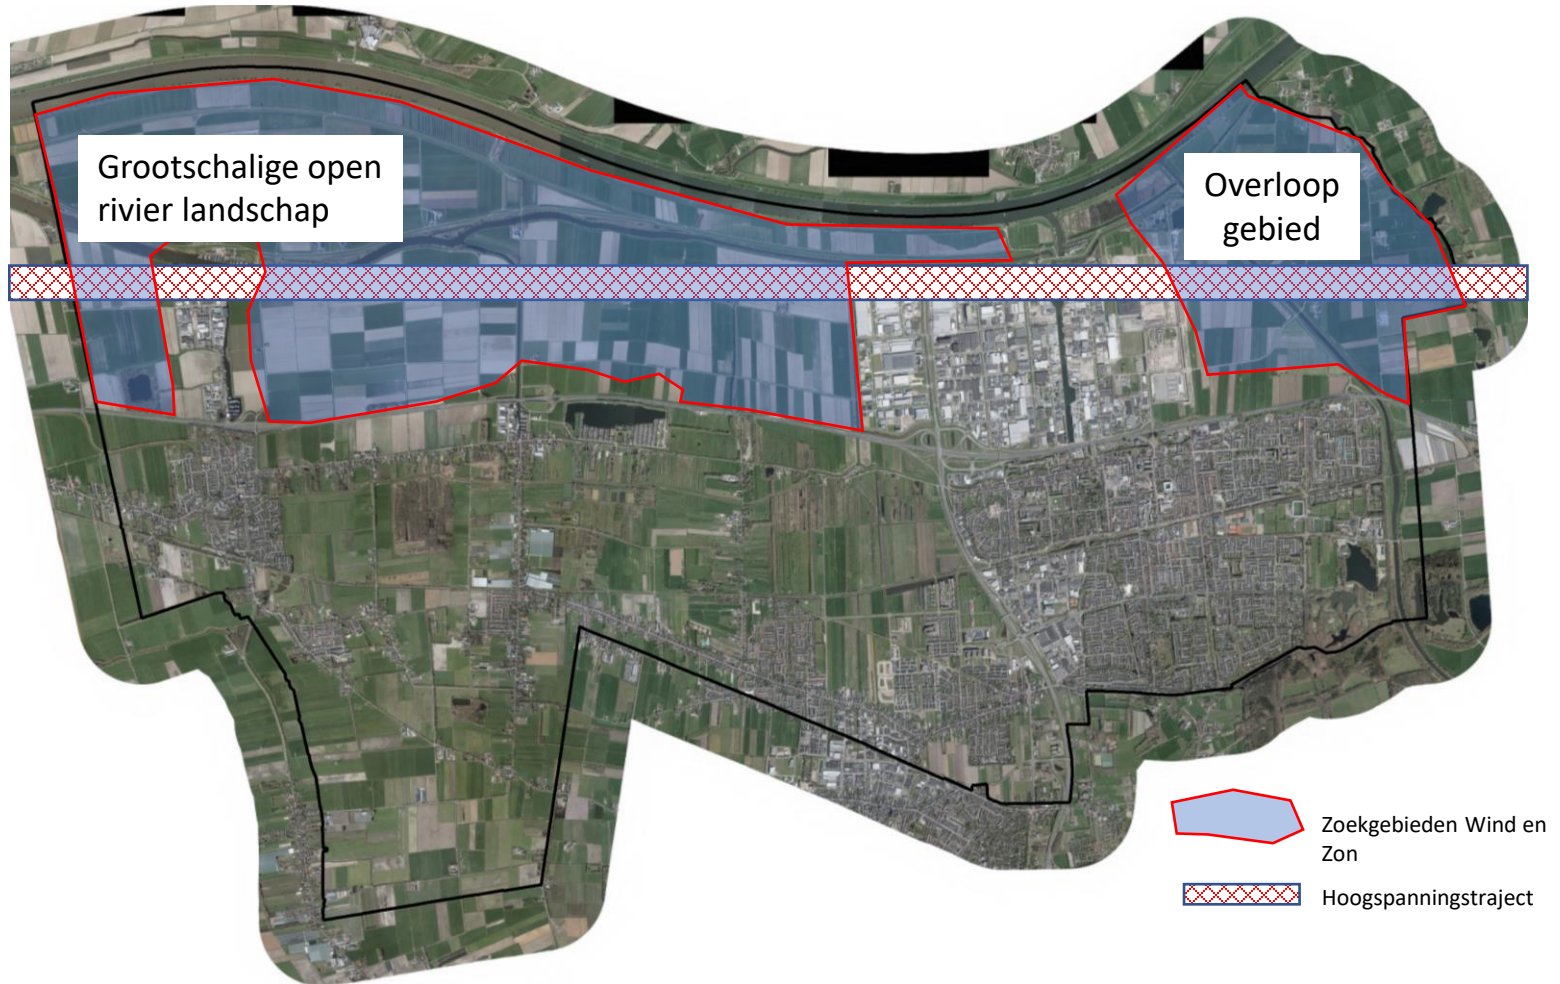 Grootschalige open
rivier landschap
Overloop
gebied
Zoekgebieden Wind en
Zon
Hoogspanningstraject